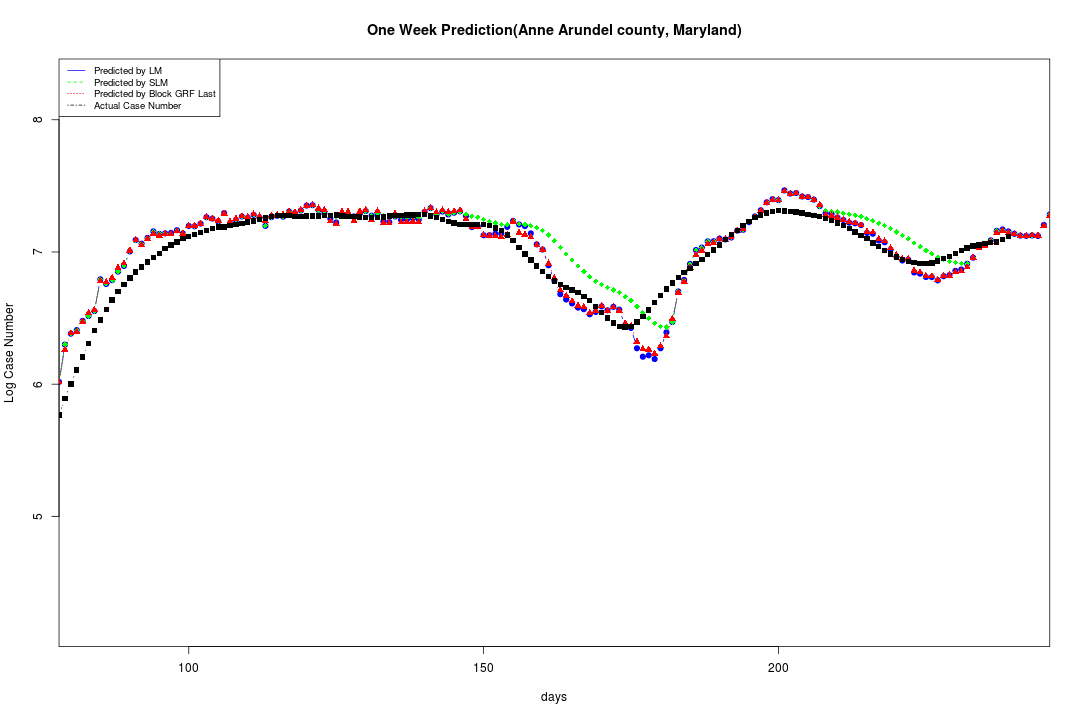 One Week Prediction(Anne Arundel county, Maryland)
Predicted by LM
Predicted by SLM
Predicted by Block GRF Last
Actual Case Number
8
7
6
5
Log Case Number
100 150 200
days